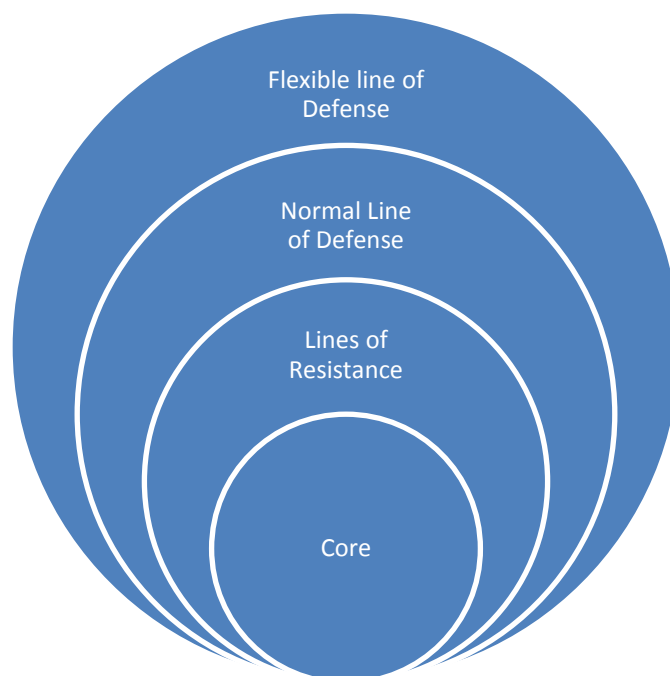 Flexible line of
Defense
Normal Line
of Defense
Lines of
Resistance
Core